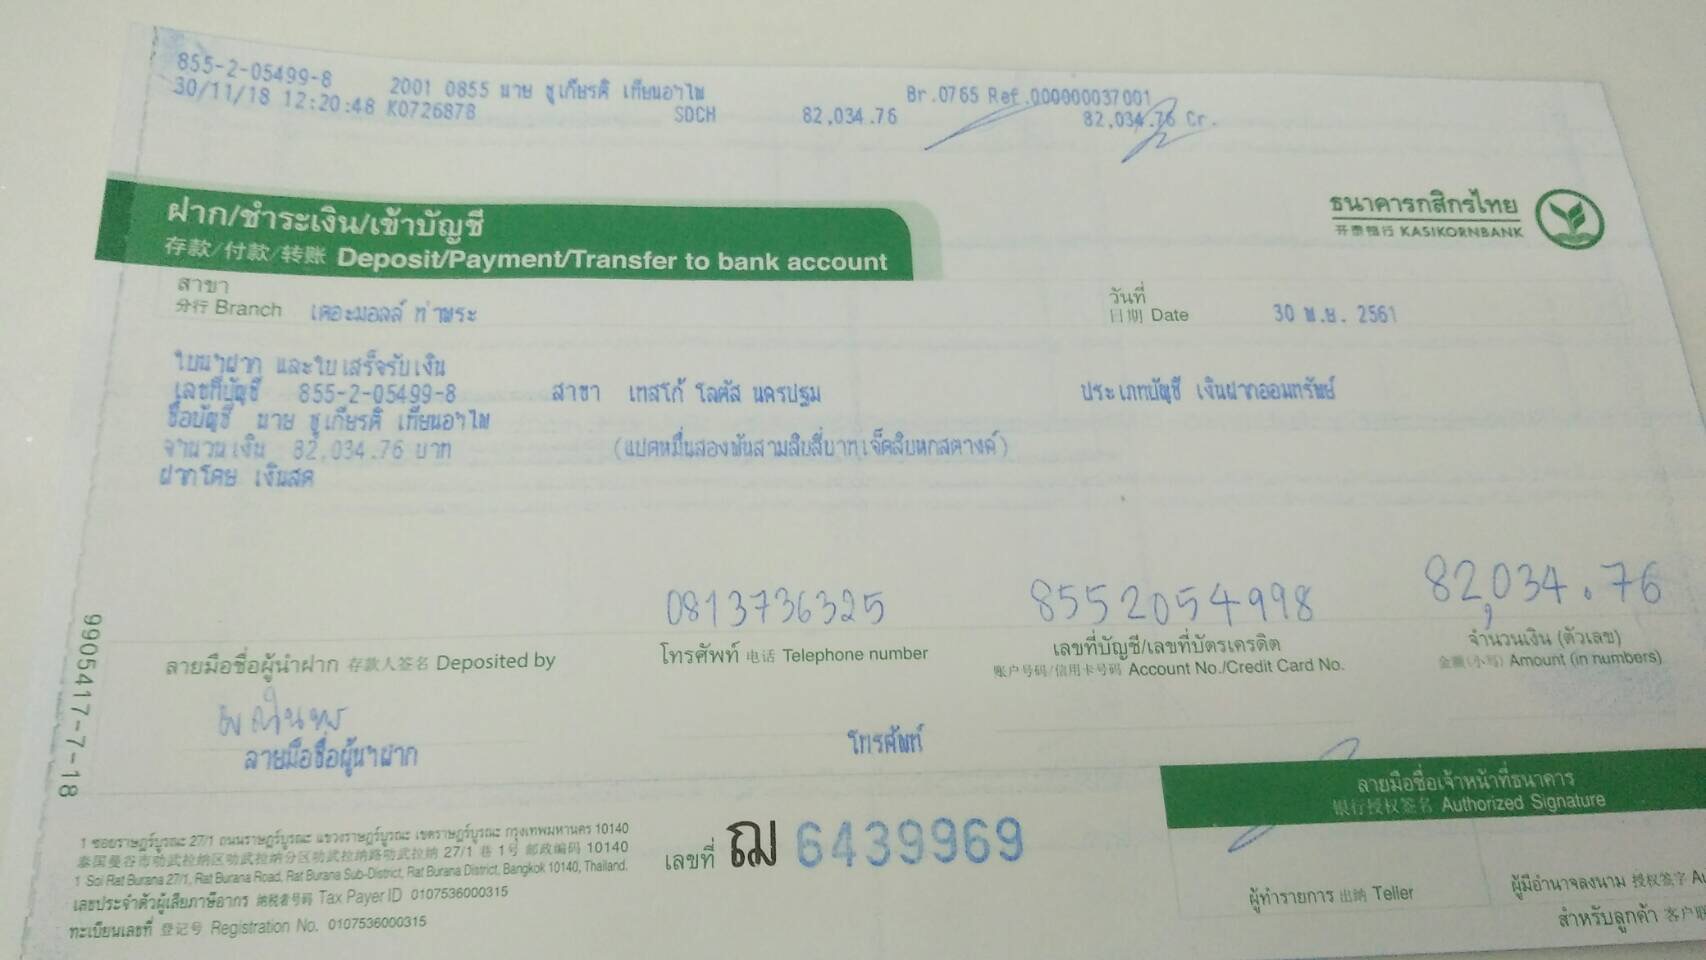 855-2-05499-8 2001 0855 นาย ชูเกียรติ เทียนอำไพ Br.0765 Ref.000000037001
30/11/18 12:20:48 K0726878 SDCH 82,034.76 82,034.76 Cr.
ฝาก/ชำระเงิน/เข้าบัญชี
存款/付款/转账 Deposit/Payment/Transfer to bank account
ธนาคารกสิกรไทย
开泰银行 KASIKORNBANK
สาขา
分行 Branch เดอะมอลล์ ท่าพระ
วันที่
日期 Date 30 พ.ย. 2561
ใบนำฝาก และใบเสร็จรับเงิน
เลขที่บัญชี 855-2-05499-8 สาขา เทสโก้ โลตัส นครปฐม ประเภทบัญชี เงินฝากออมทรัพย์
ชื่อบัญชี นาย ชูเกียรติ เทียนอำไพ
จำนวนเงิน 82,034.76 บาท (แปดหมื่นสองพันสามสิบสี่บาทเจ็ดสิบหกสตางค์)
ฝากโดย เงินสด
0813736325 8552054998 82,034.76
ลายมือชื่อผู้นำฝาก 存款人签名 Deposited by
โทรศัพท์ 电话 Telephone number
เลขที่บัญชี/เลขที่บัตรเครดิต
账户号码/信用卡号码 Account No./Credit Card No.
จำนวนเงิน (ตัวเลข)
金额(小写) Amount (in numbers)
ลายมือชื่อผู้นำฝาก โทรศัพท์
9905417-7-18
ลายมือชื่อเจ้าหน้าที่ธนาคาร
银行授权签名 Authorized Signature
1 ซอยราษฎร์บูรณะ 27/1 ถนนราษฎร์บูรณะ แขวงราษฎร์บูรณะ เขตราษฎร์บูรณะ กรุงเทพมหานคร 10140
泰国曼谷市叻武拉纳区叻武拉纳分区叻武拉纳路叻武拉纳 27/1 巷 1号 邮政编码 10140
1 Soi Rat Burana 27/1, Rat Burana Road, Rat Burana Sub-District, Rat Burana District, Bangkok 10140, Thailand.
เลขประจำตัวผู้เสียภาษีอากร 纳税者号码 Tax Payer ID 0107536000315
ทะเบียนเลขที่ 登记号 Registration No. 0107536000315
เลขที่ ฌ 6439969
ผู้ทำรายการ 出纳 Teller
ผู้มีอำนาจลงนาม 授权签字 Au
สำหรับลูกค้า 客户联